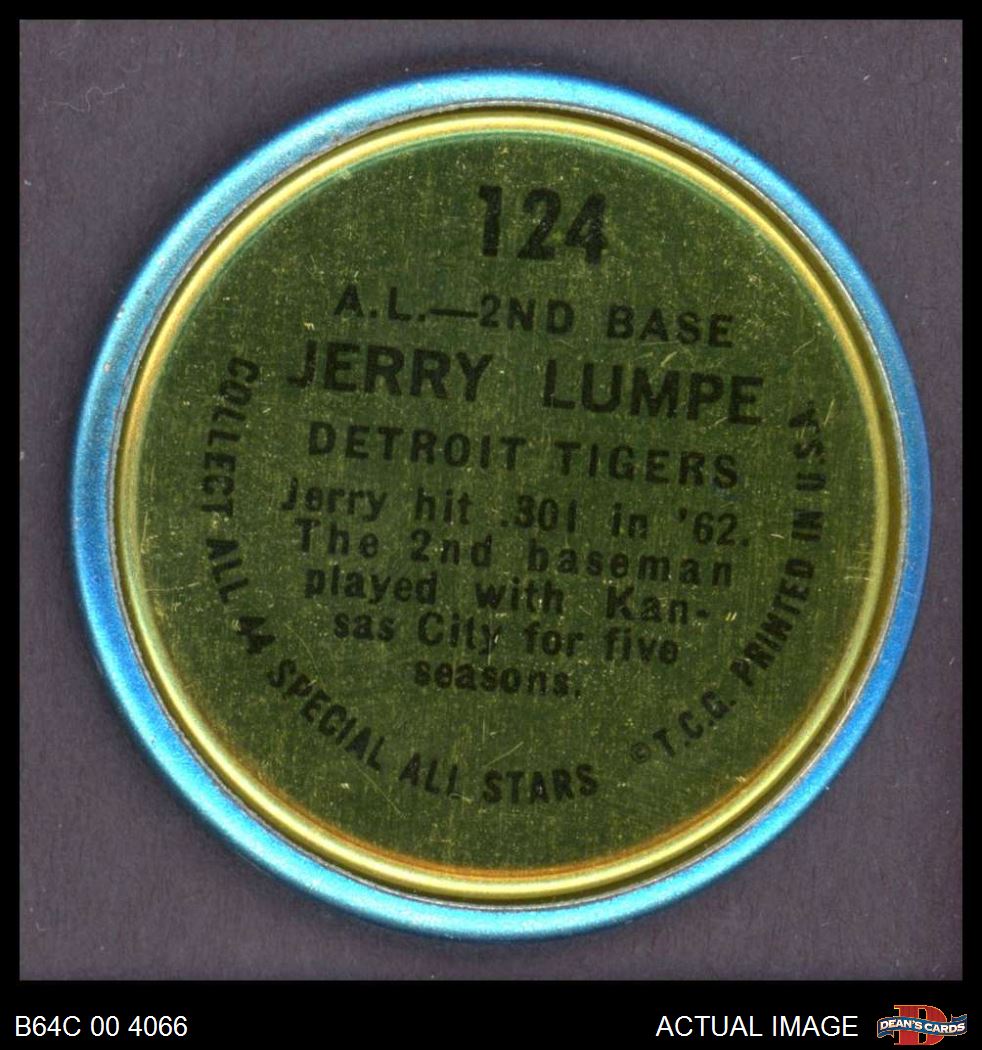 124
A.L.—2ND BASE
JERRY LUMPE
DETROIT TIGERS
Jerry hit .301 in '62.
The 2nd baseman
played with Kan-
sas City for five
seasons.
COLLECT ALL 44 SPECIAL ALL STARS
© T.C.G. PRINTED IN U.S.A.
B64C 00 4066
ACTUAL IMAGE
DEAN'S CARDS